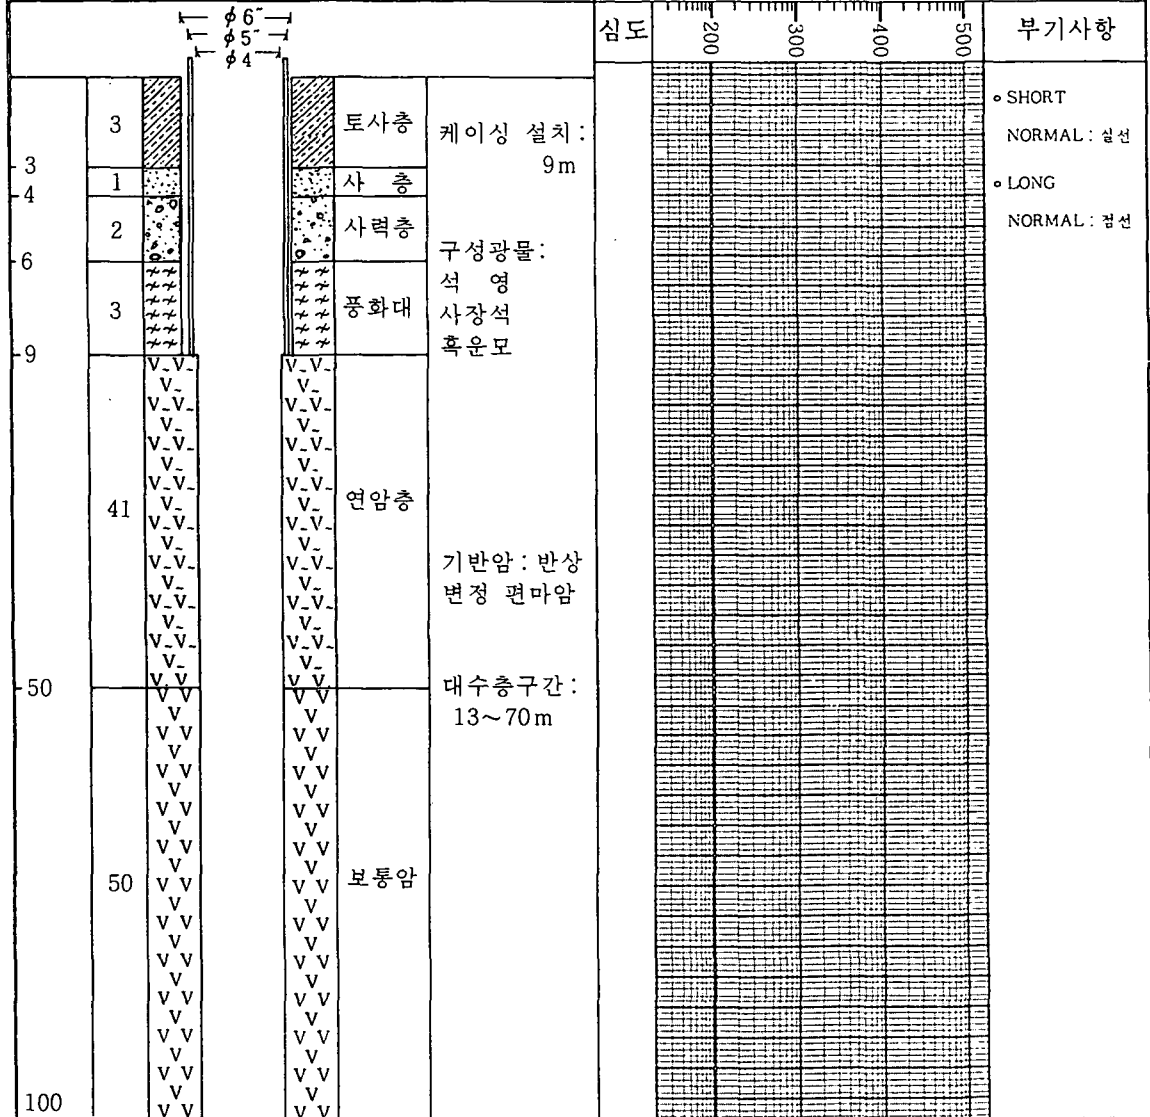 φ6″
φ5″
φ4
심도
200
300
400
500
부기사항
3
토사층
케이싱 설치:
9m
SHORT
NORMAL: 실선
3
1
사 층
LONG
4
2
사력층
NORMAL: 점선
구성광물:
6
석 영
3
풍화대
사장석
흑운모
9
41
연암층
기반암: 반상
변정 편마암
50
대수층구간:
13~70m
50
보통암
100